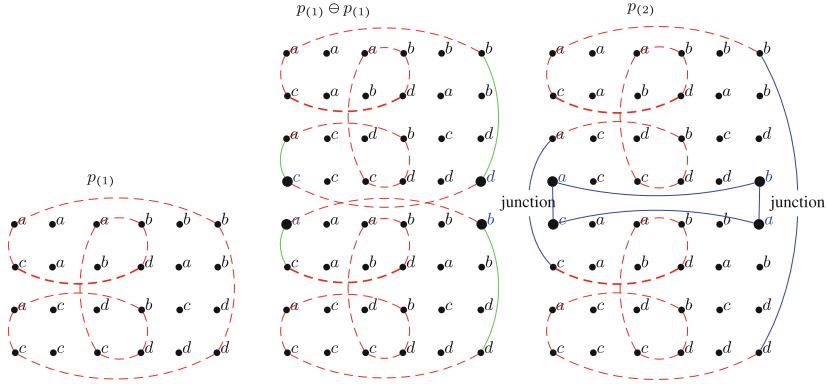 p(1)
a a a b b b
c a b d a b
a c d b c d
c c c d d d
p(1) ⊖ p(1)
a a a b b b
c a b d a b
a c d b c d
c c c d d d
a a a b b b
c a b d a b
a c d b c d
c c c d d d
p(2)
a a a b b b
c a b d a b
a c d b c d
a c c d d b
junction junction
c a a b b a
c a b d a b
a c d b c d
c c c d d d